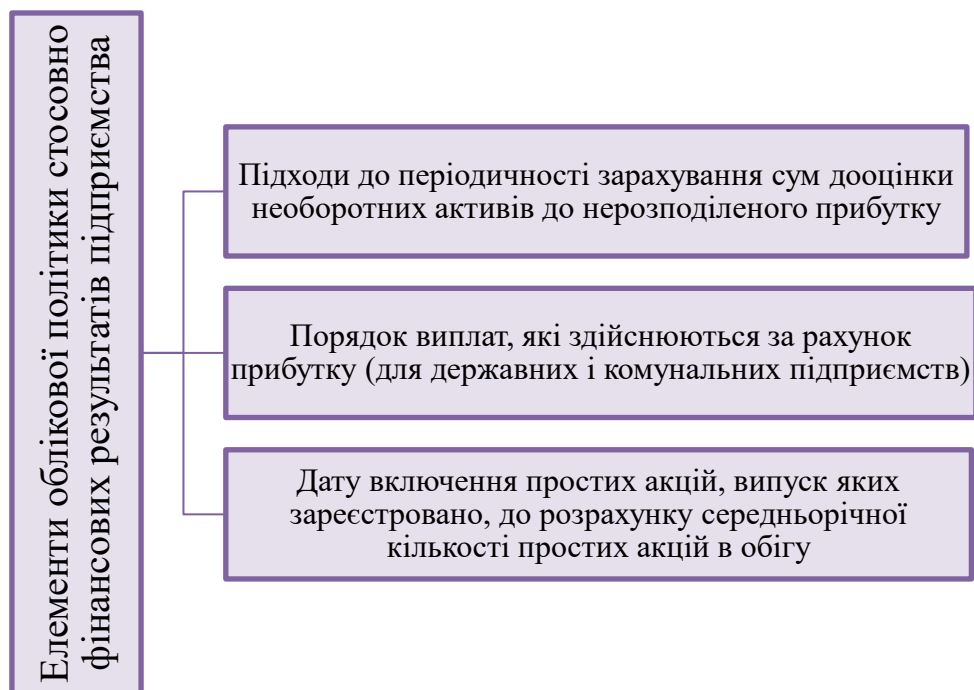 Елементи облікової політики стосовно
фінансових результатів підприємства
Підходи до періодичності зарахування сум дооцінки
необоротних активів до нерозподіленого прибутку
Порядок виплат, які здійснюються за рахунок
прибутку (для державних і комунальних підприємств)
Дату включення простих акцій, випуск яких
зареєстровано, до розрахунку середньорічної
кількості простих акцій в обігу